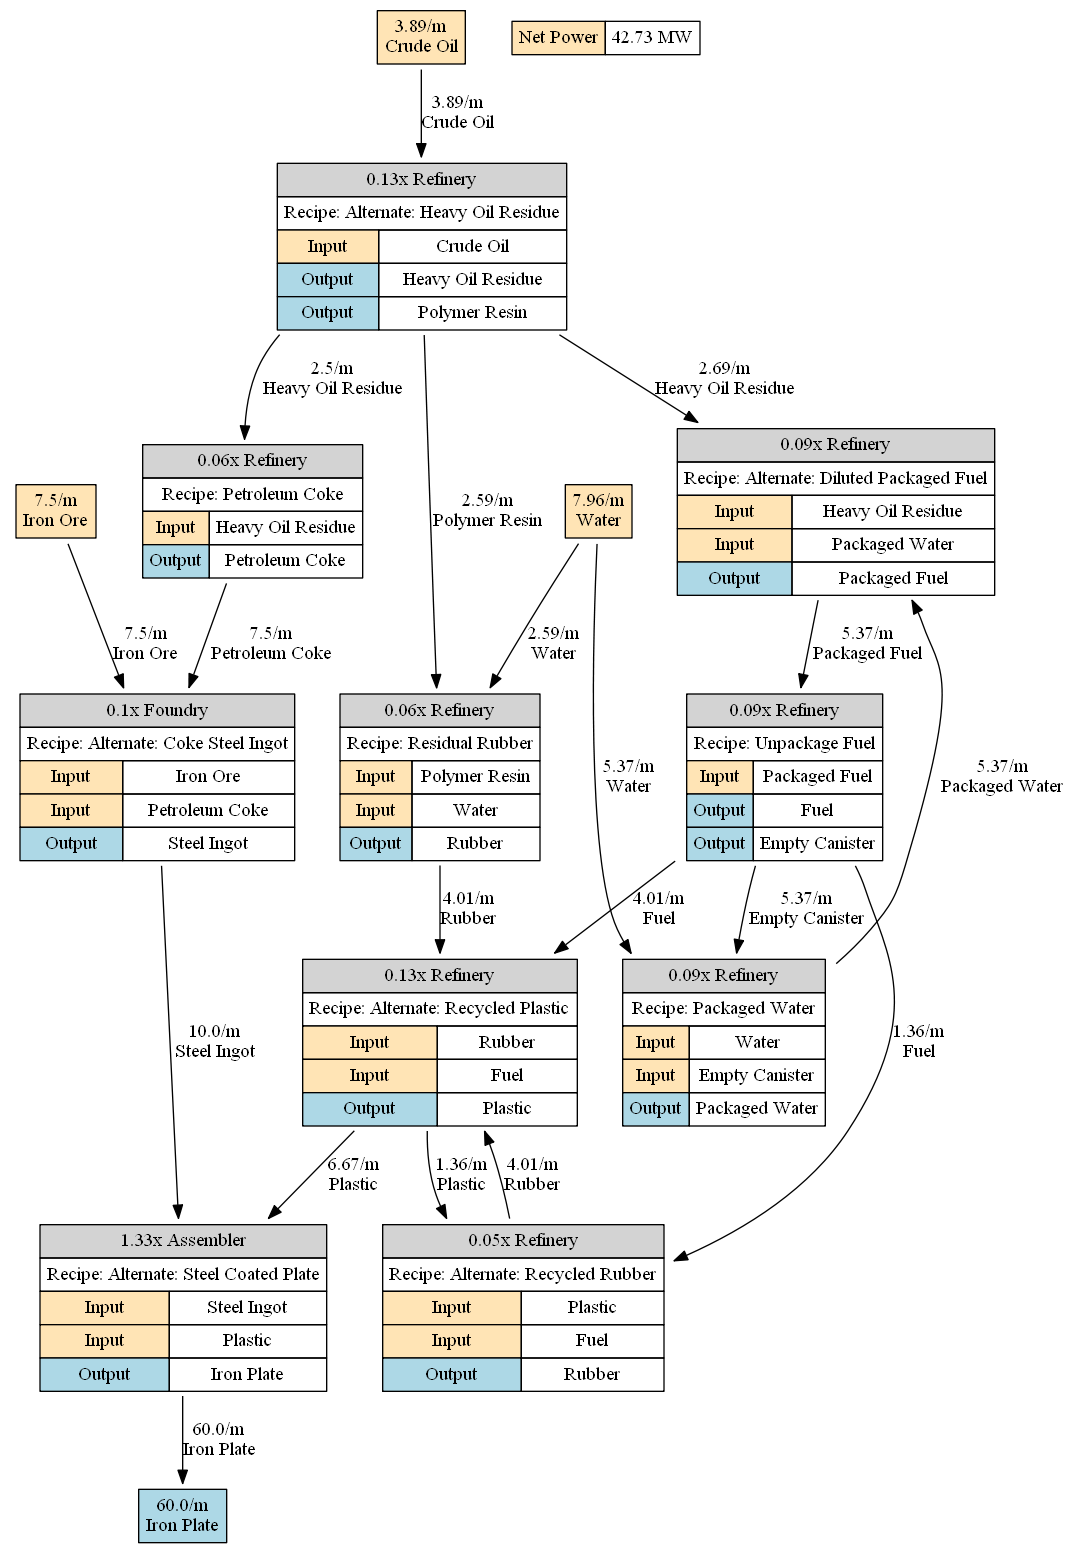 3.89/m
Crude Oil
Net Power 42.73 MW
3.89/m
Crude Oil
0.13x Refinery
Recipe: Alternate: Heavy Oil Residue
Input Crude Oil
Output Heavy Oil Residue
Output Polymer Resin
2.5/m
Heavy Oil Residue
2.69/m
Heavy Oil Residue
0.06x Refinery
Recipe: Petroleum Coke
Input Heavy Oil Residue
Output Petroleum Coke
7.5/m
Iron Ore
2.59/m
Polymer Resin
7.96/m
Water
0.09x Refinery
Recipe: Alternate: Diluted Packaged Fuel
Input Heavy Oil Residue
Input Packaged Water
Output Packaged Fuel
7.5/m
Iron Ore
7.5/m
Petroleum Coke
2.59/m
Water
5.37/m
Packaged Fuel
0.1x Foundry
Recipe: Alternate: Coke Steel Ingot
Input Iron Ore
Input Petroleum Coke
Output Steel Ingot
0.06x Refinery
Recipe: Residual Rubber
Input Polymer Resin
Input Water
Output Rubber
5.37/m
Water
0.09x Refinery
Recipe: Unpackage Fuel
Input Packaged Fuel
Output Fuel
Output Empty Canister
5.37/m
Packaged Water
4.01/m
Rubber
4.01/m
Fuel
5.37/m
Empty Canister
0.13x Refinery
Recipe: Alternate: Recycled Plastic
Input Rubber
Input Fuel
Output Plastic
0.09x Refinery
Recipe: Packaged Water
Input Water
Input Empty Canister
Output Packaged Water
10.0/m
Steel Ingot
1.36/m
Fuel
6.67/m
Plastic
1.36/m
Plastic
4.01/m
Rubber
1.33x Assembler
Recipe: Alternate: Steel Coated Plate
Input Steel Ingot
Input Plastic
Output Iron Plate
0.05x Refinery
Recipe: Alternate: Recycled Rubber
Input Plastic
Input Fuel
Output Rubber
60.0/m
Iron Plate
60.0/m
Iron Plate